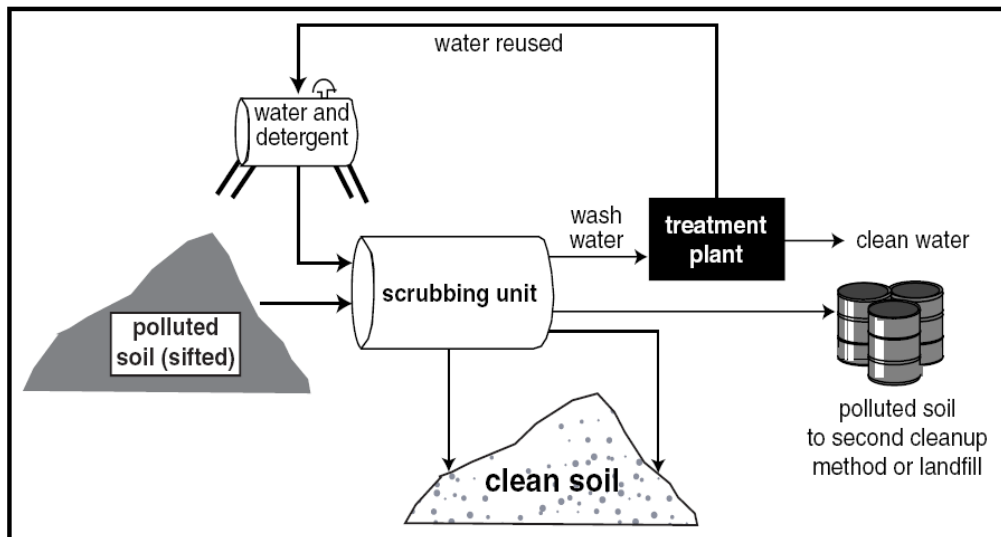 water reused
water and
detergent
wash
water
treatment
plant
clean water
scrubbing unit
polluted
soil (sifted)
polluted soil
to second cleanup
method or landfill
clean soil